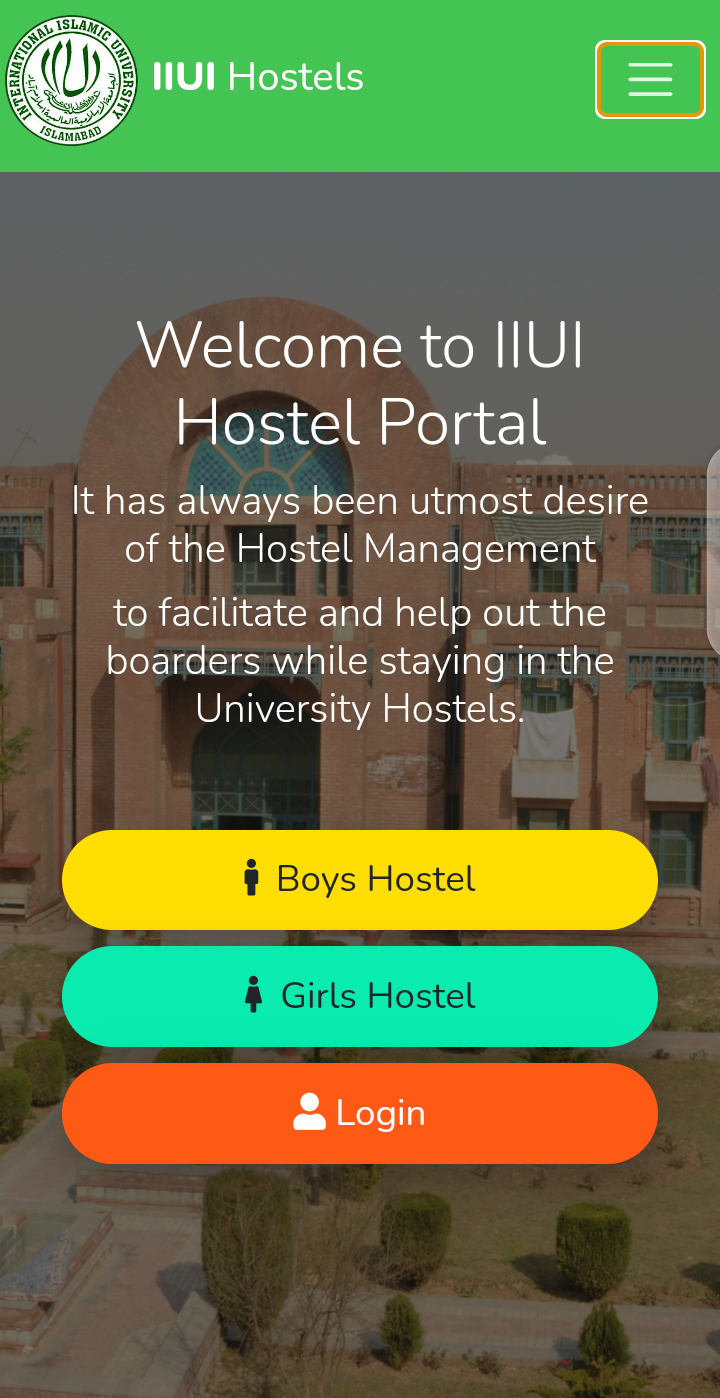 INTERNATIONAL ISLAMIC UNIVERSITY
ISLAMABAD
IIUI Hostels
Welcome to IIUI
Hostel Portal
It has always been utmost desire
of the Hostel Management
to facilitate and help out the
boarders while staying in the
University Hostels.
Boys Hostel
Girls Hostel
Login